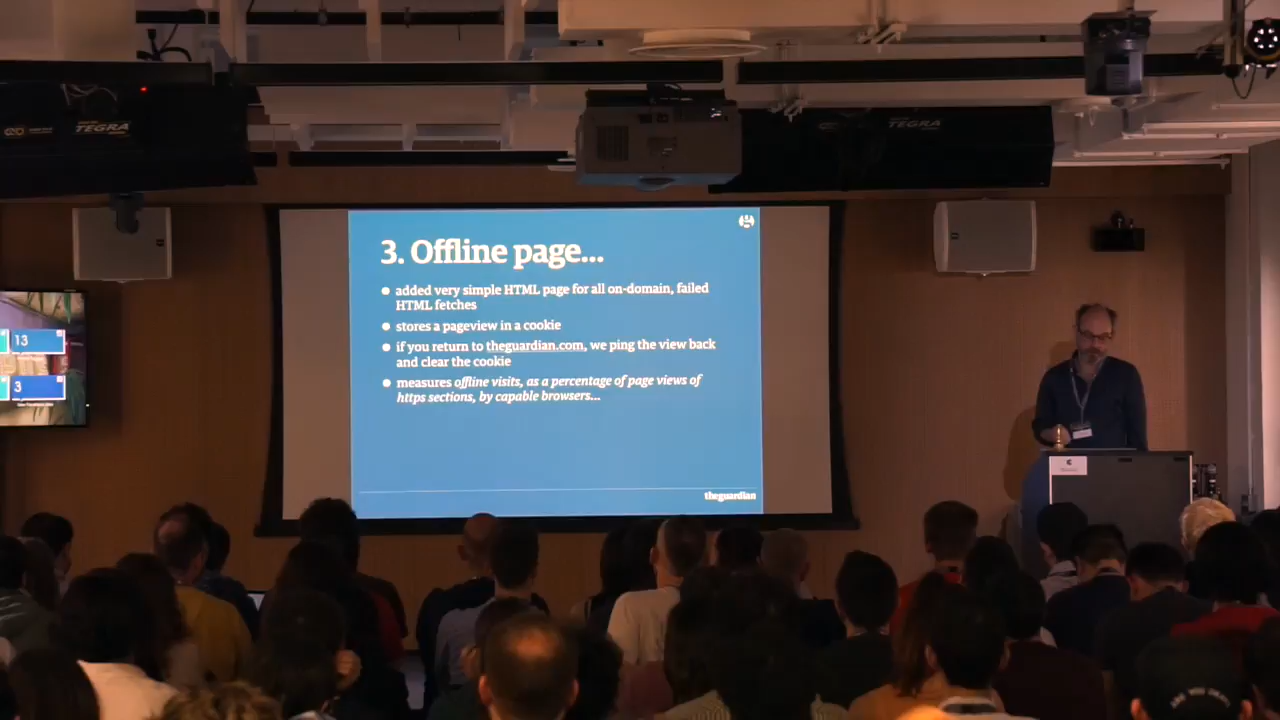 TEGRA
TEGRA
3. Offline page...
added very simple HTML page for all on-domain, failed
HTML fetches
stores a pageview in a cookie
if you return to theguardian.com, we ping the view back
and clear the cookie
measures offline visits, as a percentage of page views of
https sections, by capable browsers...
theguardian
13
3